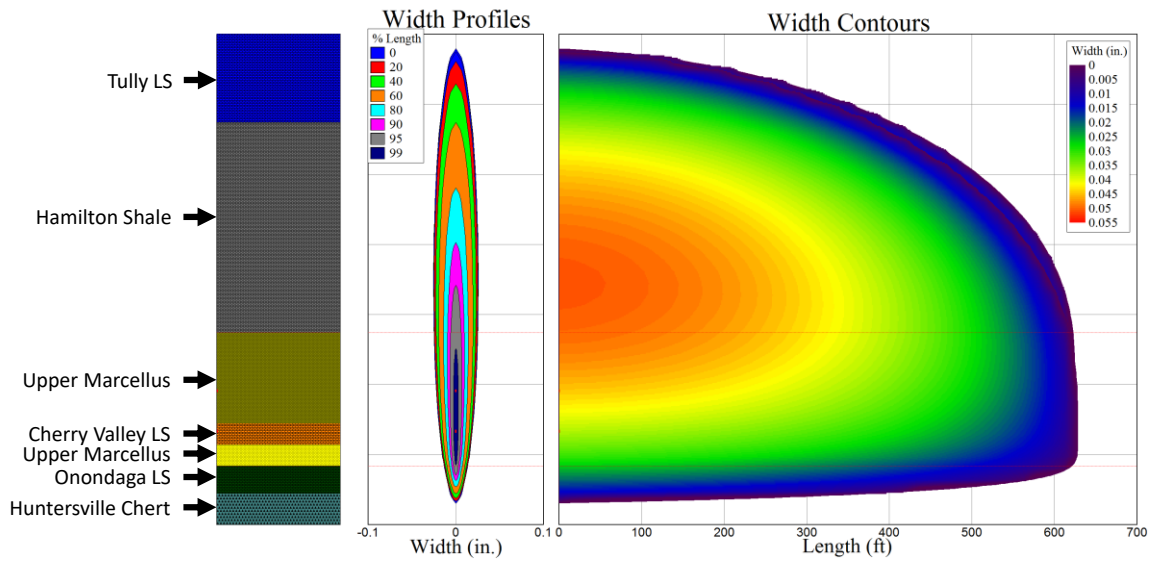 Tully LS
Hamilton Shale
Upper Marcellus
Cherry Valley LS
Upper Marcellus
Onondaga LS
Huntersville Chert
Width Profiles
% Length
0
20
40
60
80
90
95
99
-0.1
0
0.1
Width (in.)
Width Contours
Width (in.)
0
0.005
0.015
0.02
0.025
0.03
0.035
0.04
0.045
0.05
0.055
100
200
300
400
500
600
700
Length (ft)